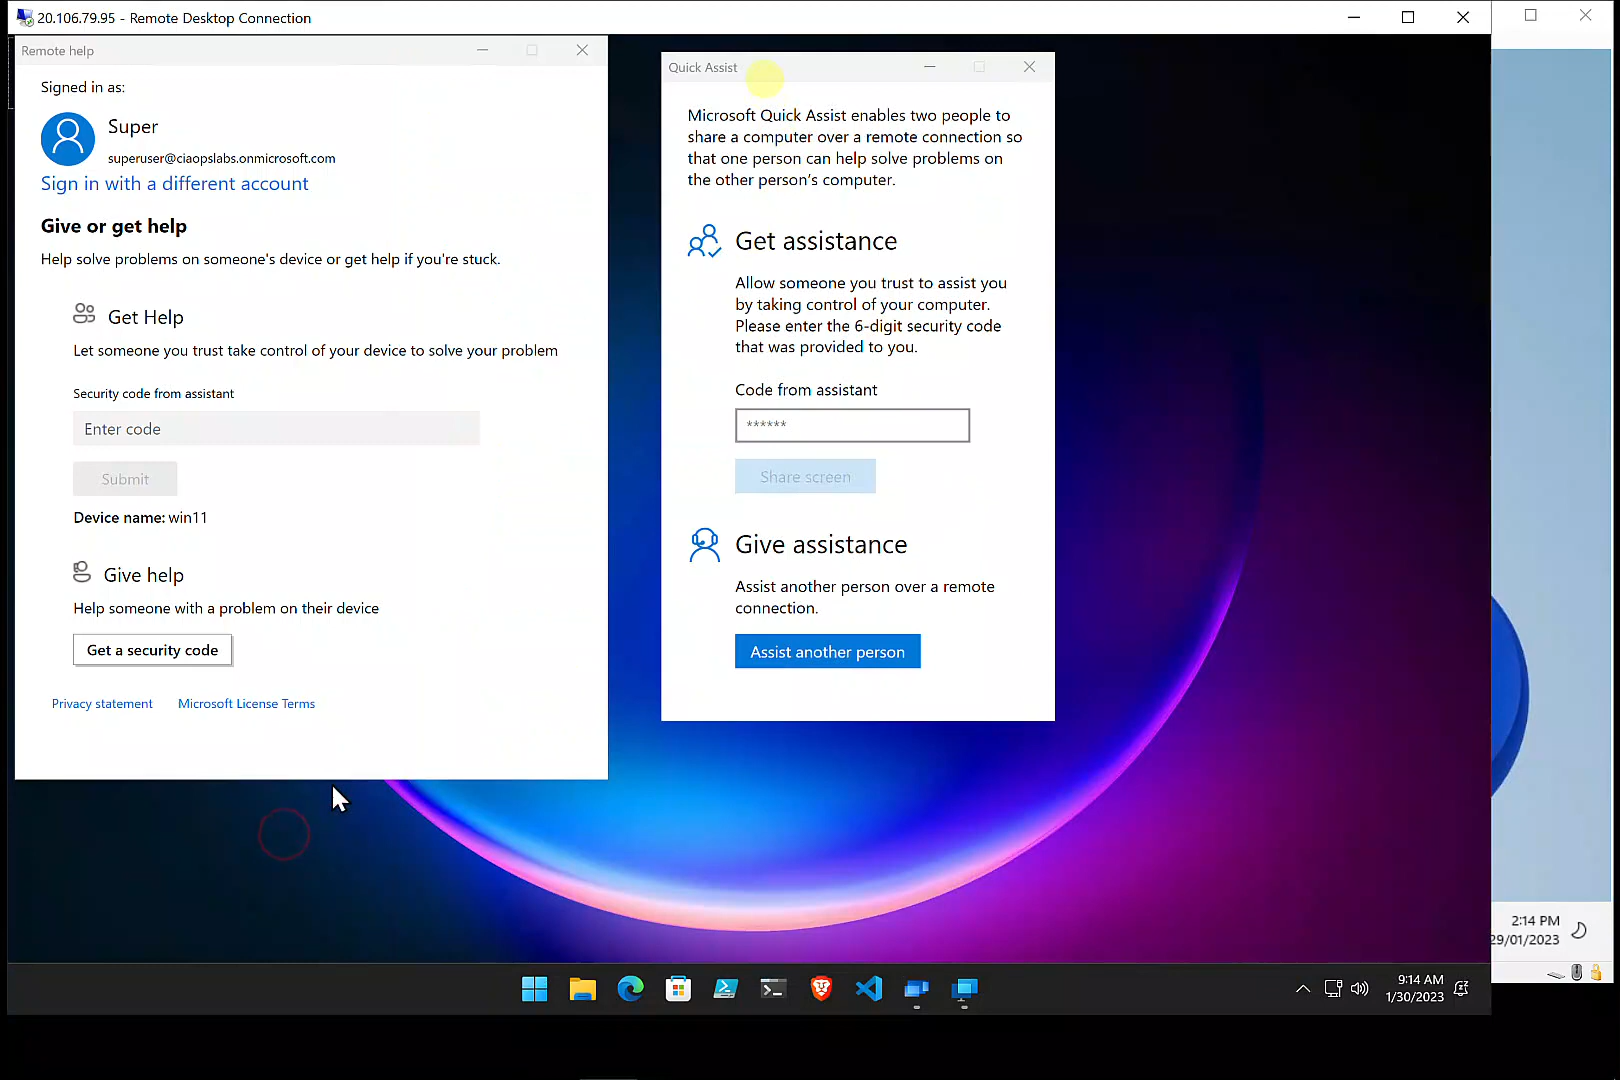 20.106.79.95 - Remote Desktop Connection
Remote help
Signed in as:
Super
superuser@ciaopslabs.onmicrosoft.com
Sign in with a different account
Give or get help
Help solve problems on someone's device or get help if you're stuck.
Get Help
Let someone you trust take control of your device to solve your problem
Security code from assistant
Enter code
Submit
Device name: win11
Give help
Help someone with a problem on their device
Get a security code
Privacy statement
Microsoft License Terms
Quick Assist
Microsoft Quick Assist enables two people to
share a computer over a remote connection so
that one person can help solve problems on
the other person’s computer.
Get assistance
Allow someone you trust to assist you
by taking control of your computer.
Please enter the 6-digit security code
that was provided to you.
Code from assistant
******
Share screen
Give assistance
Assist another person over a remote
connection.
Assist another person
2:14 PM
29/01/2023
9:14 AM
1/30/2023